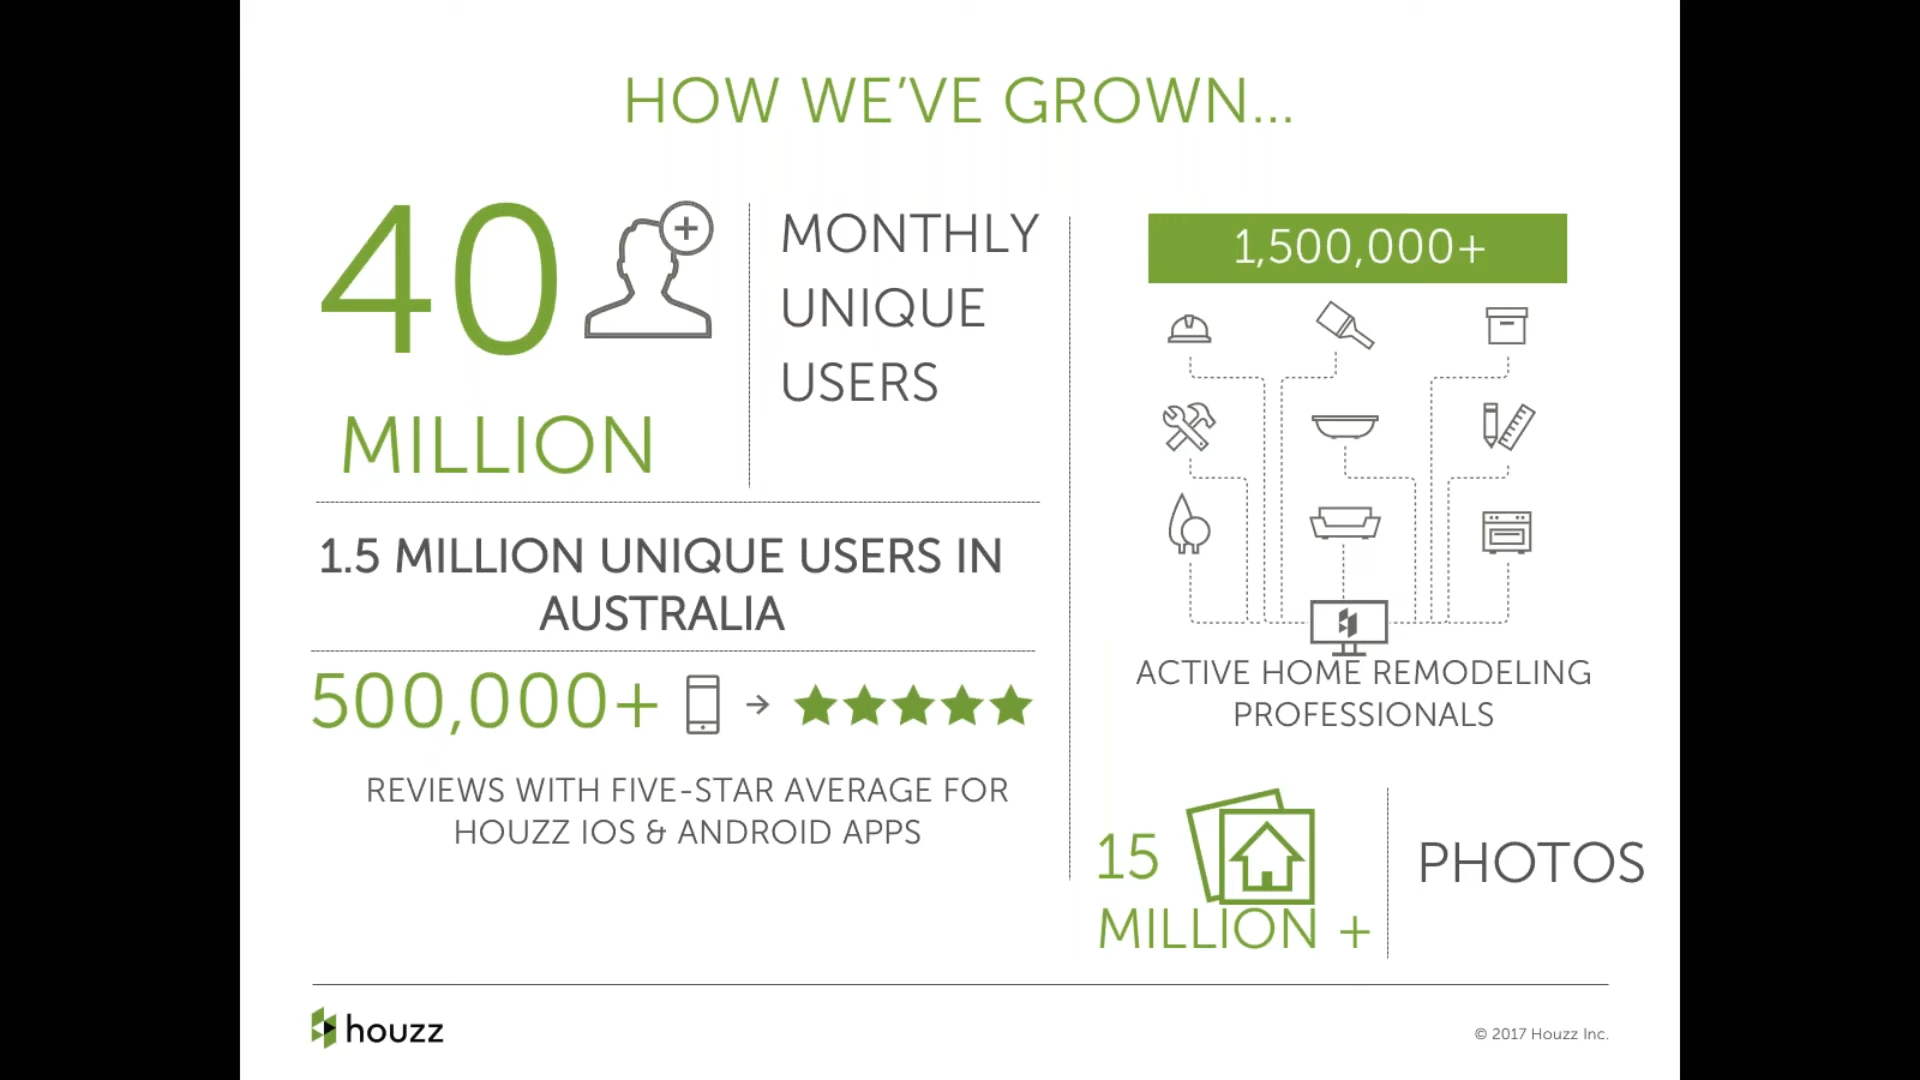 HOW WE'VE GROWN...
40
MILLION
MONTHLY
UNIQUE
USERS
1.5 MILLION UNIQUE USERS IN
AUSTRALIA
500,000+
REVIEWS WITH FIVE-STAR AVERAGE FOR
HOUZZ IOS & ANDROID APPS
1,500,000+
ACTIVE HOME REMODELING
PROFESSIONALS
15
MILLION +
PHOTOS
houzz
© 2017 Houzz Inc.